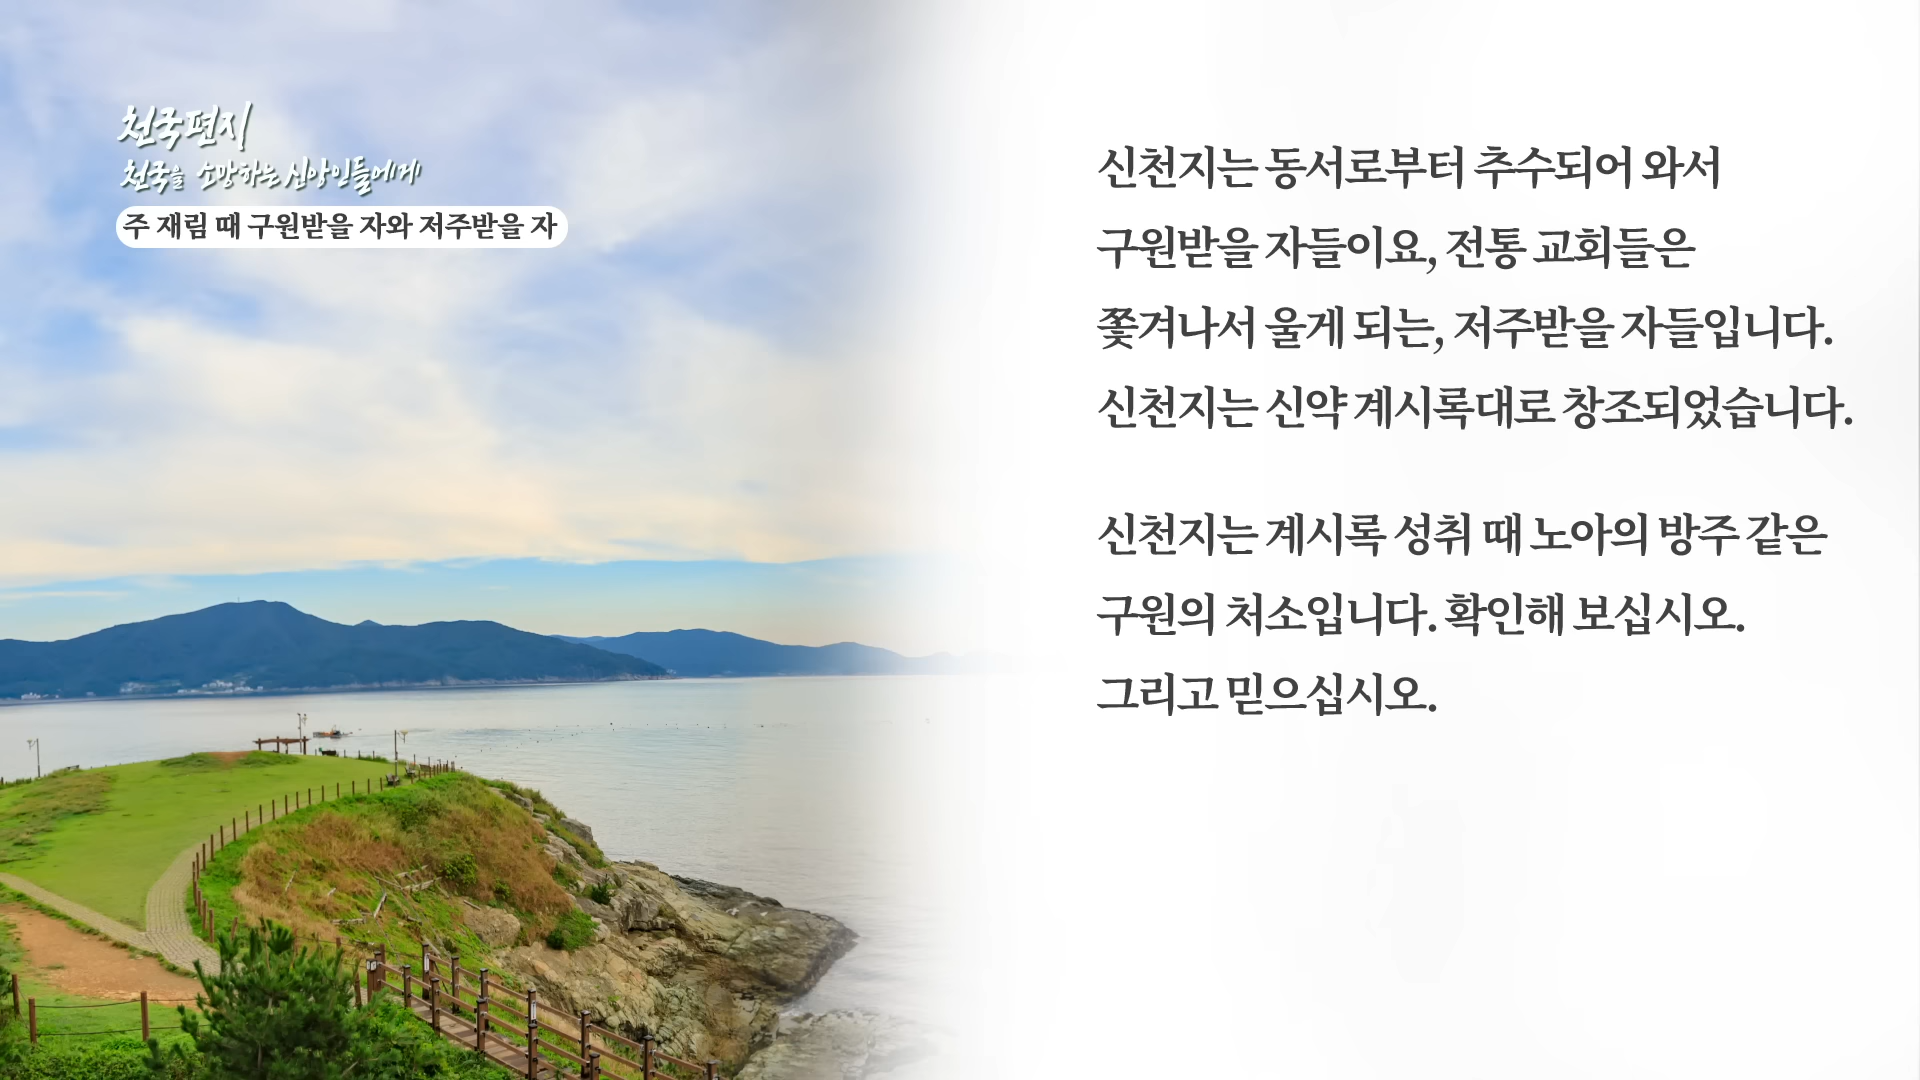 천국편지
천국을 소망하는 신앙인들에게
주 재림 때 구원받을 자와 저주받을 자
신천지는 동서로부터 추수되어 와서
구원받을 자들이요, 전통 교회들은
쫓겨나서 울게 되는, 저주받을 자들입니다.
신천지는 신약 계시록대로 창조되었습니다.
신천지는 계시록 성취 때 노아의 방주 같은
구원의 처소입니다. 확인해 보십시오.
그리고 믿으십시오.